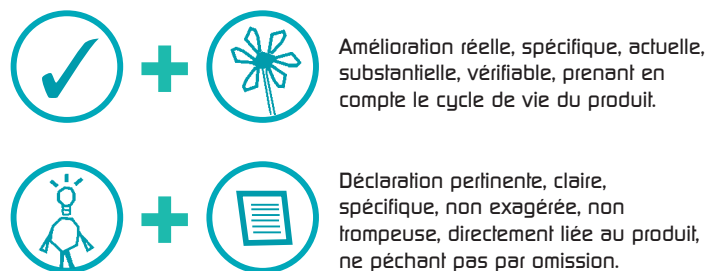 Amélioration réelle, spécifique, actuelle,
substantielle, vérifiable, prenant en
compte le cycle de vie du produit.
Déclaration pertinente, claire,
spécifique, non exagérée, non
trompeuse, directement liée au produit,
ne péchant pas par omission.